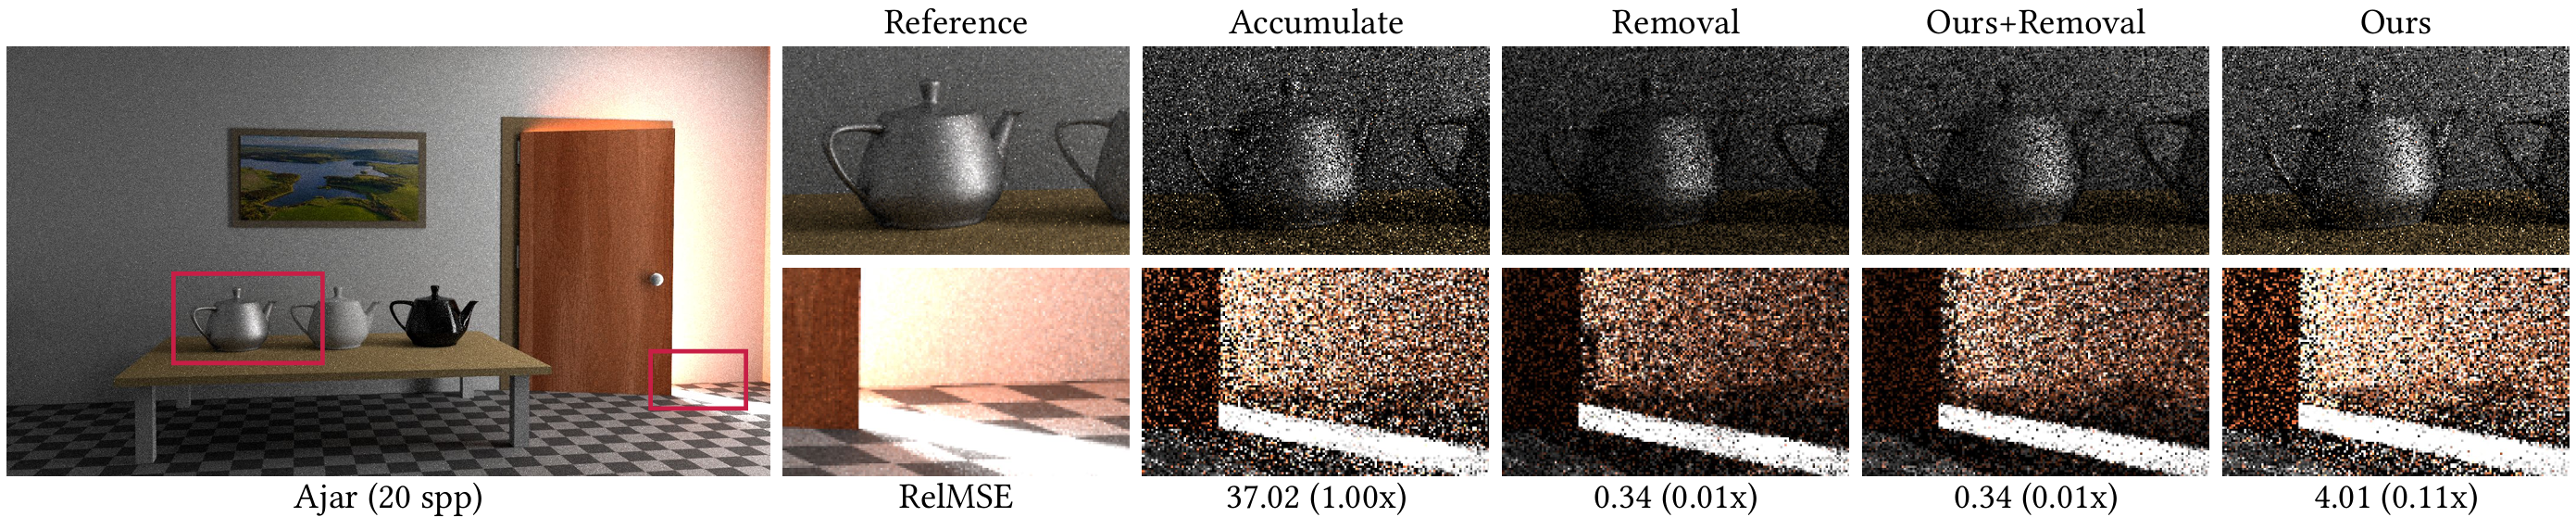 Reference
Accumulate
Removal
Ours+Removal
Ours
Ajar (20 spp)
RelMSE
37.02 (1.00x)
0.34 (0.01x)
0.34 (0.01x)
4.01 (0.11x)